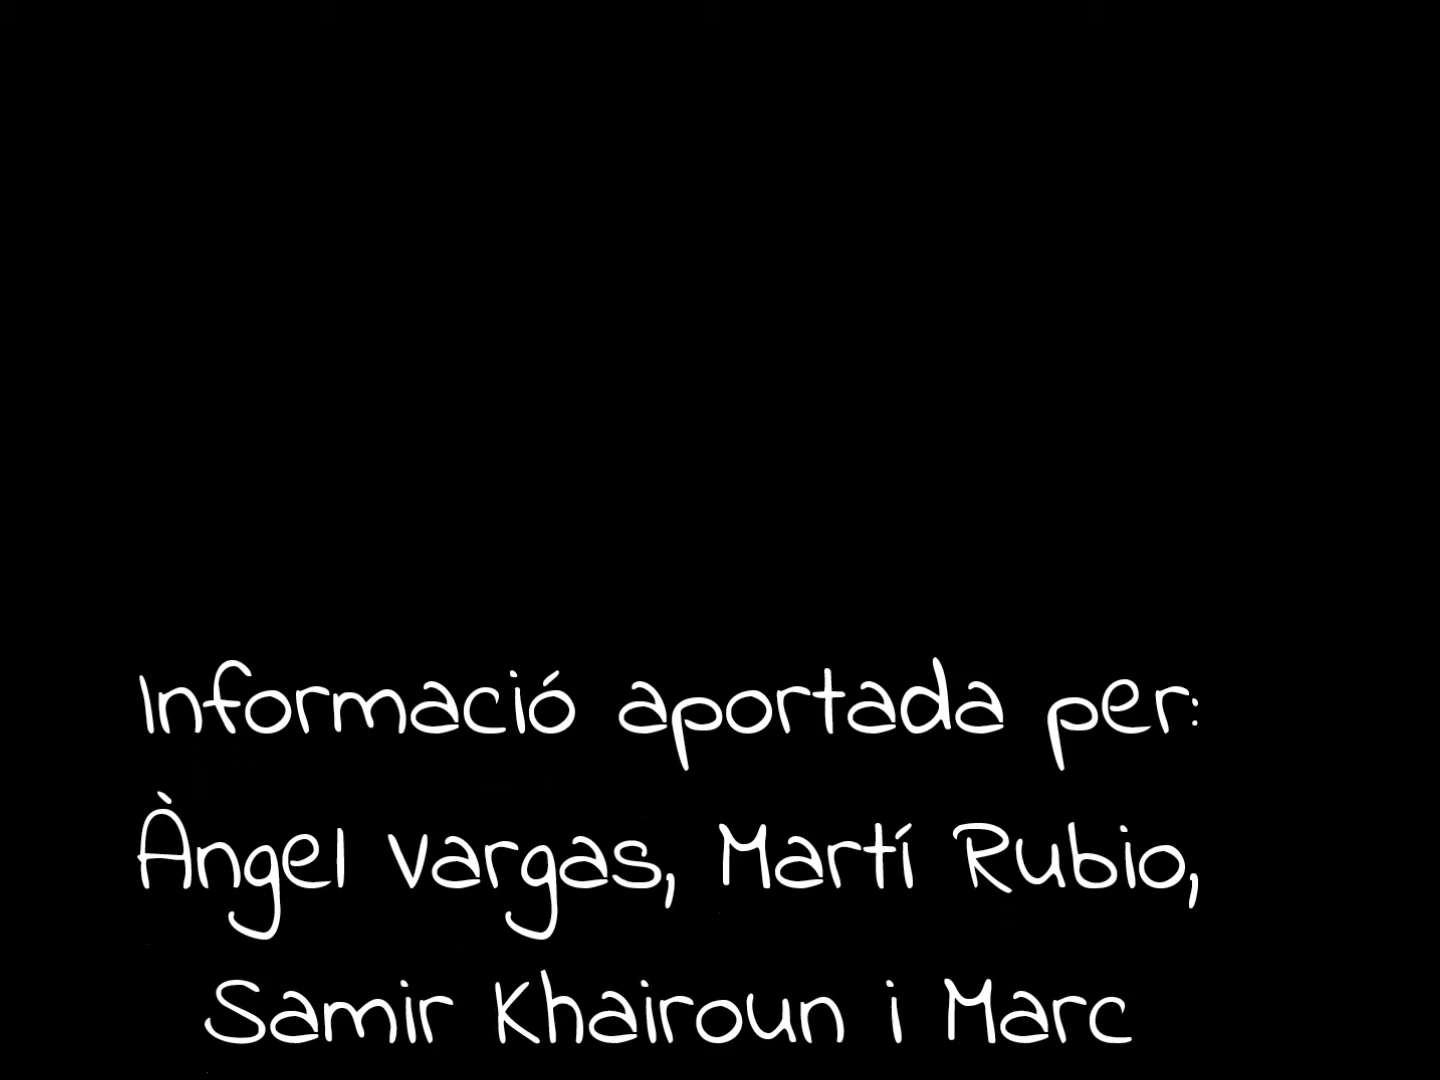 Informació aportada per:
Àngel Vargas, Martí Rubio,
Samir Khairoun i Marc